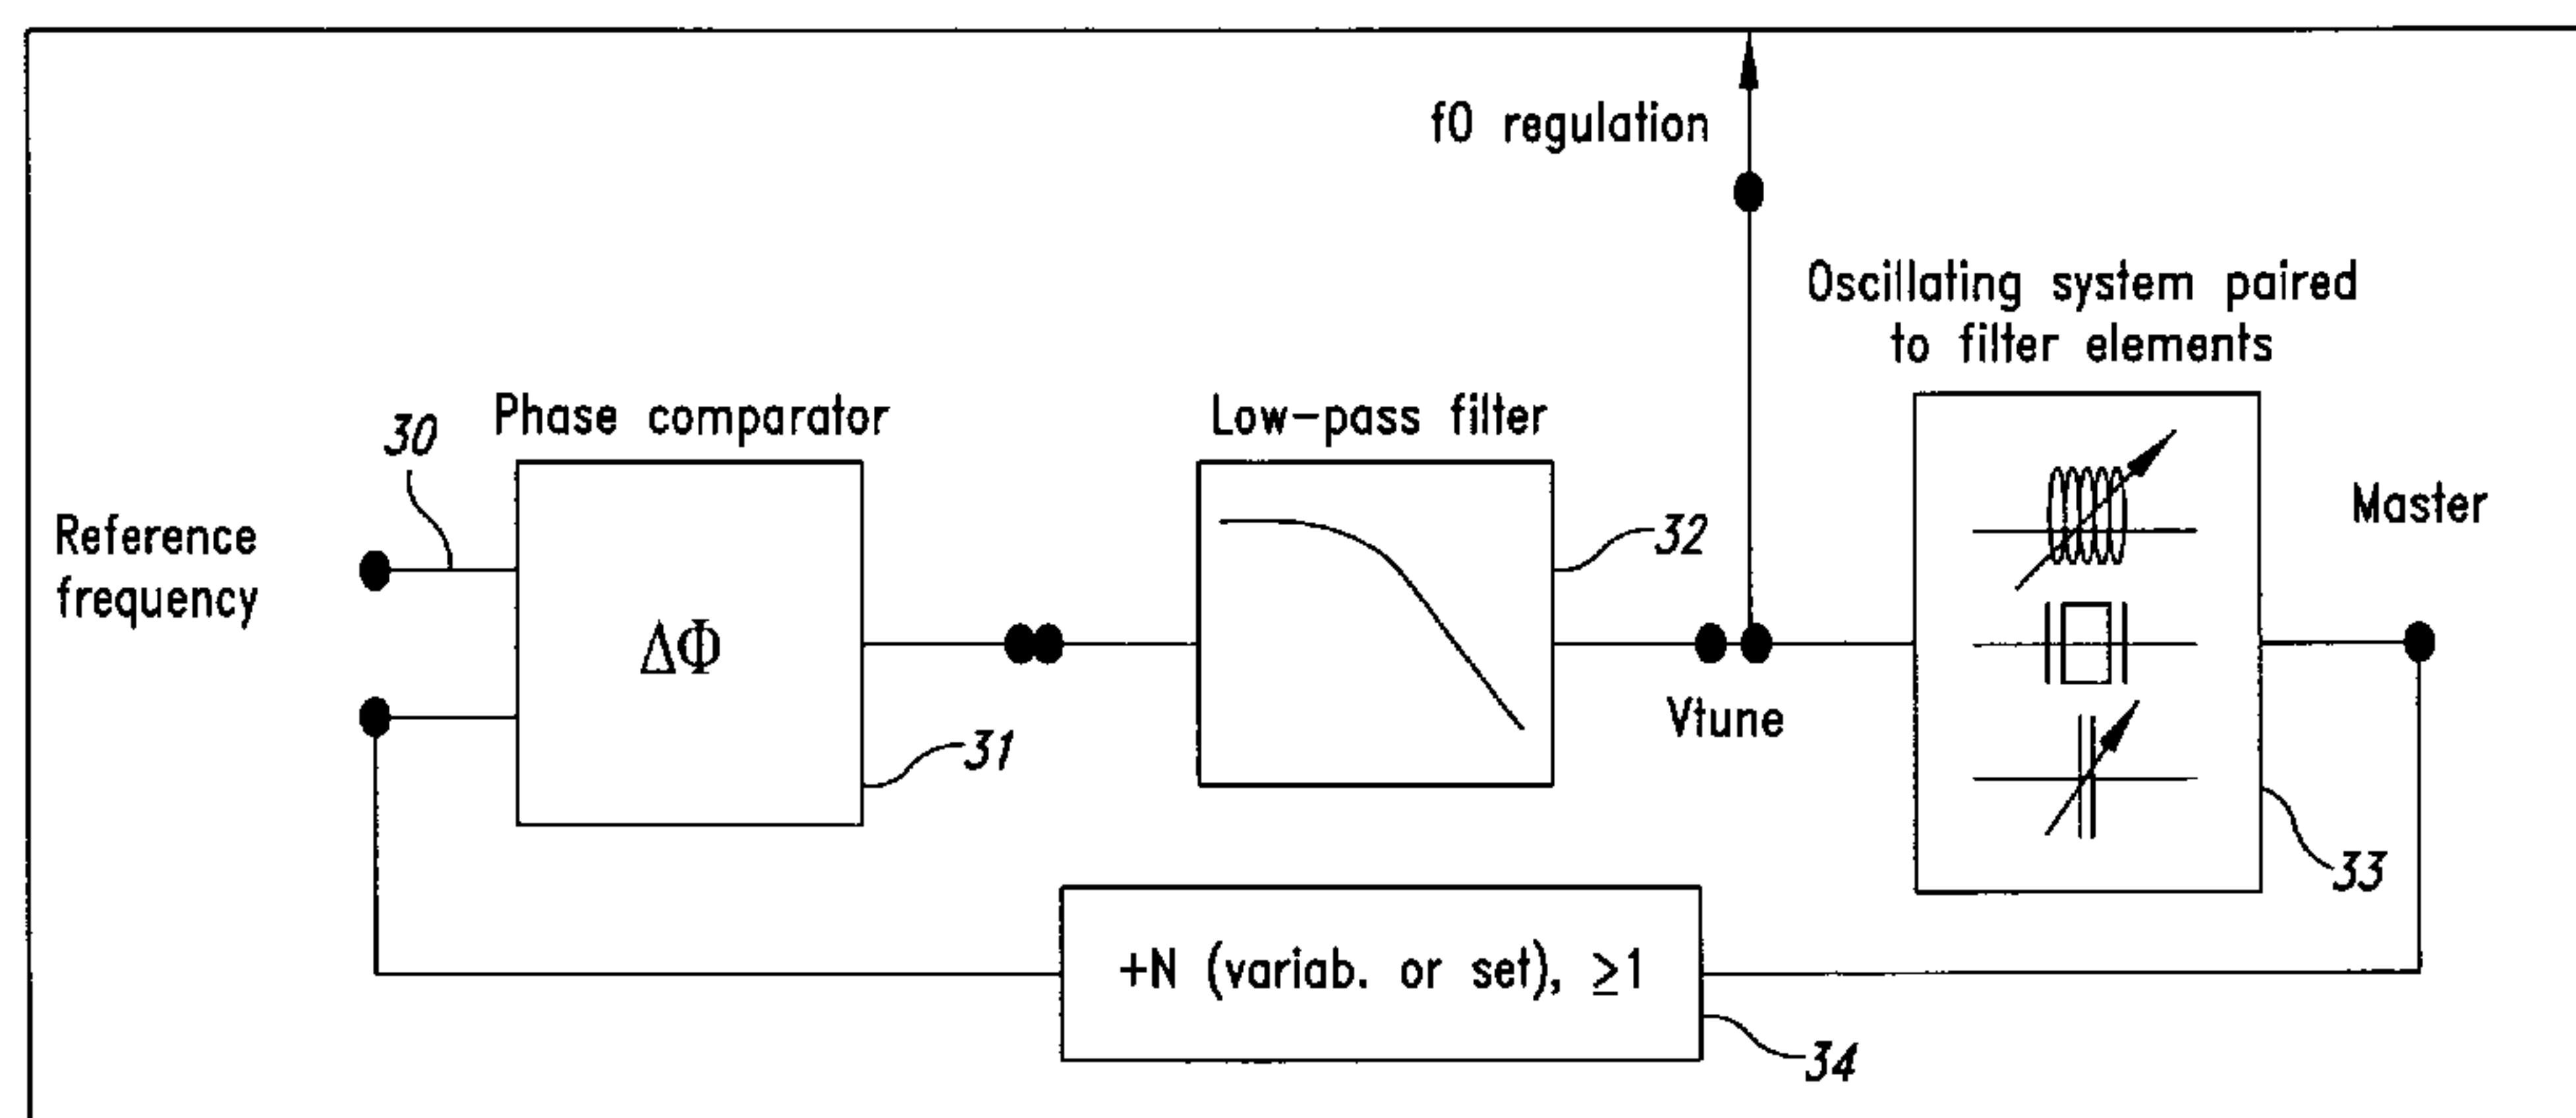 f0 regulation
Oscillating system paired
to filter elements
Phase comparator
Low-pass filter
30
Reference
frequency
Master
32
ΔΦ
Vtune
31
33
+N (variab. or set), ≥1
34